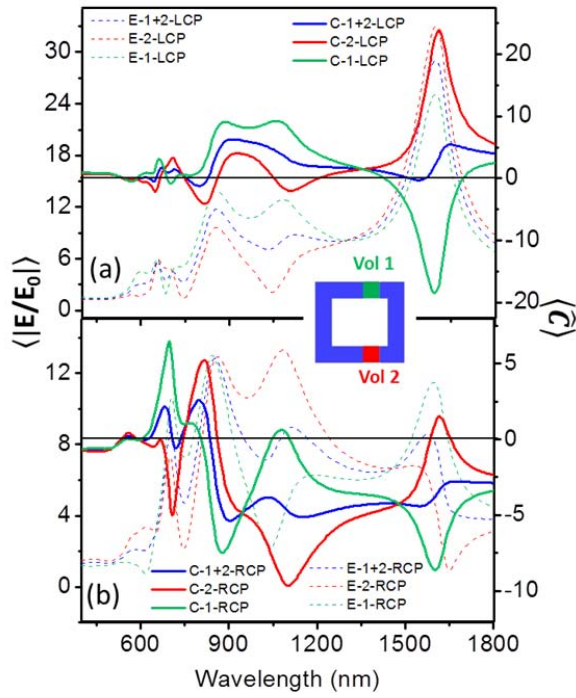 E-1+2-LCP
E-2-LCP
E-1-LCP
C-1+2-LCP
C-2-LCP
C-1-LCP
30
24
18
12
6
0
20
10
0
-10
-20
(a)
Vol 1
Vol 2
⟨|E/E₀|⟩
⟨Ĉ⟩
12
8
4
0
5
0
-5
-10
(b)
C-1+2-RCP
C-2-RCP
C-1-RCP
E-1+2-RCP
E-2-RCP
E-1-RCP
600
900
1200
1500
1800
Wavelength (nm)